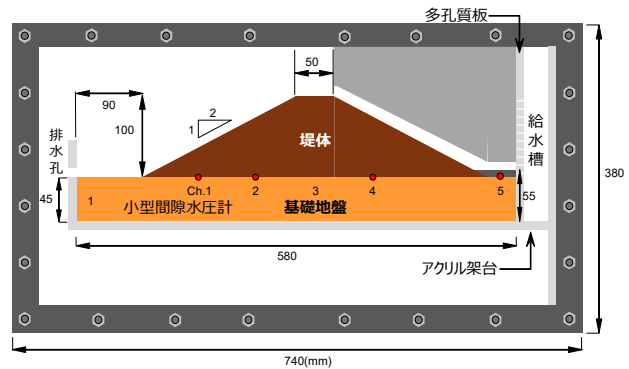 多孔質板
50
90
2
1
100
排水孔
堤体
給水槽
380
Ch.1
2
3
4
5
45
1
小型間隙水圧計
基礎地盤
55
580
アクリル架台
740(mm)